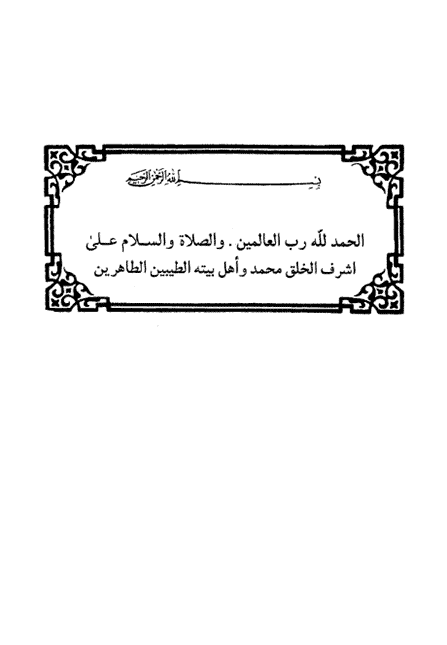 بسم الله الرحمن الرحيم
الحمد لله رب العالمين . والصلاة والسلام على
اشرف الخلق محمد وأهل بيته الطيبين الطاهرين